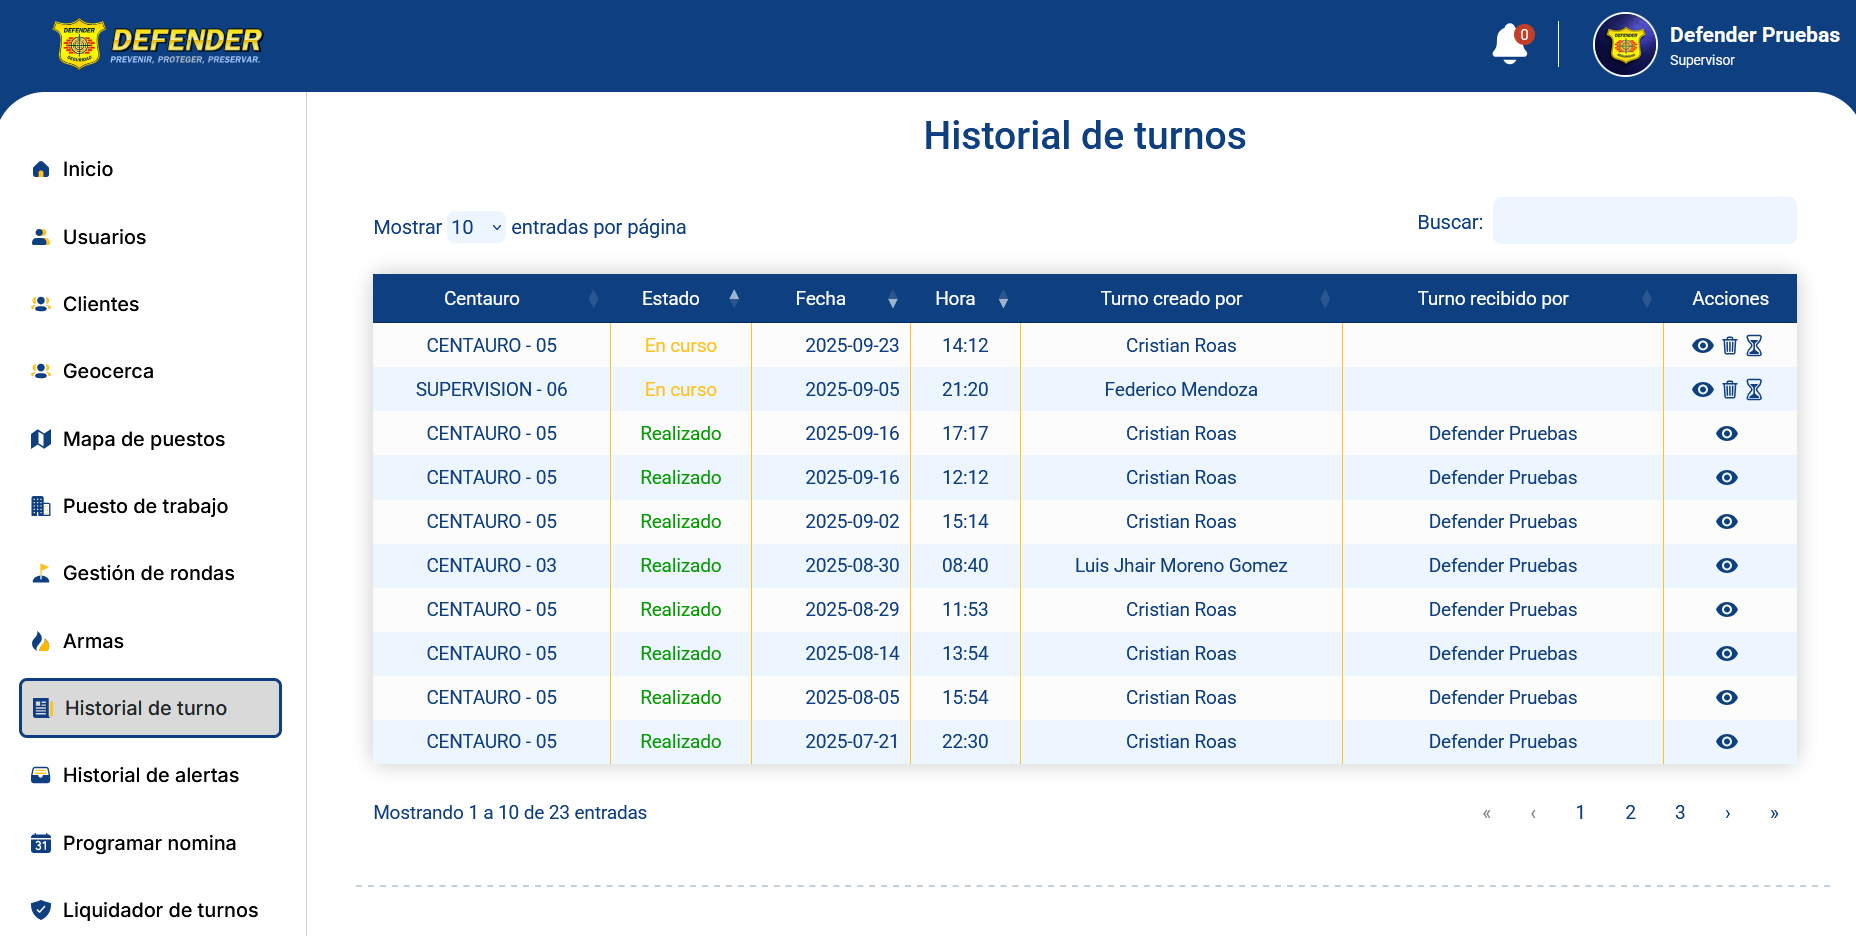 DEFENDER
SEGURIDAD
DEFENDER
PREVENIR, PROTEGER, PRESERVAR.
0
DEFENDER
Defender Pruebas
Supervisor
Inicio
Usuarios
Clientes
Geocerca
Mapa de puestos
Puesto de trabajo
Gestión de rondas
Armas
Historial de turno
Historial de alertas
31 Programar nomina
Liquidador de turnos
Historial de turnos
Mostrar 10 entradas por página
Buscar:
Centauro Estado Fecha Hora Turno creado por Turno recibido por Acciones
CENTAURO - 05 En curso 2025-09-23 14:12 Cristian Roas
SUPERVISION - 06 En curso 2025-09-05 21:20 Federico Mendoza
CENTAURO - 05 Realizado 2025-09-16 17:17 Cristian Roas Defender Pruebas
CENTAURO - 05 Realizado 2025-09-16 12:12 Cristian Roas Defender Pruebas
CENTAURO - 05 Realizado 2025-09-02 15:14 Cristian Roas Defender Pruebas
CENTAURO - 03 Realizado 2025-08-30 08:40 Luis Jhair Moreno Gomez Defender Pruebas
CENTAURO - 05 Realizado 2025-08-29 11:53 Cristian Roas Defender Pruebas
CENTAURO - 05 Realizado 2025-08-14 13:54 Cristian Roas Defender Pruebas
CENTAURO - 05 Realizado 2025-08-05 15:54 Cristian Roas Defender Pruebas
CENTAURO - 05 Realizado 2025-07-21 22:30 Cristian Roas Defender Pruebas
Mostrando 1 a 10 de 23 entradas
« ‹ 1 2 3 › »